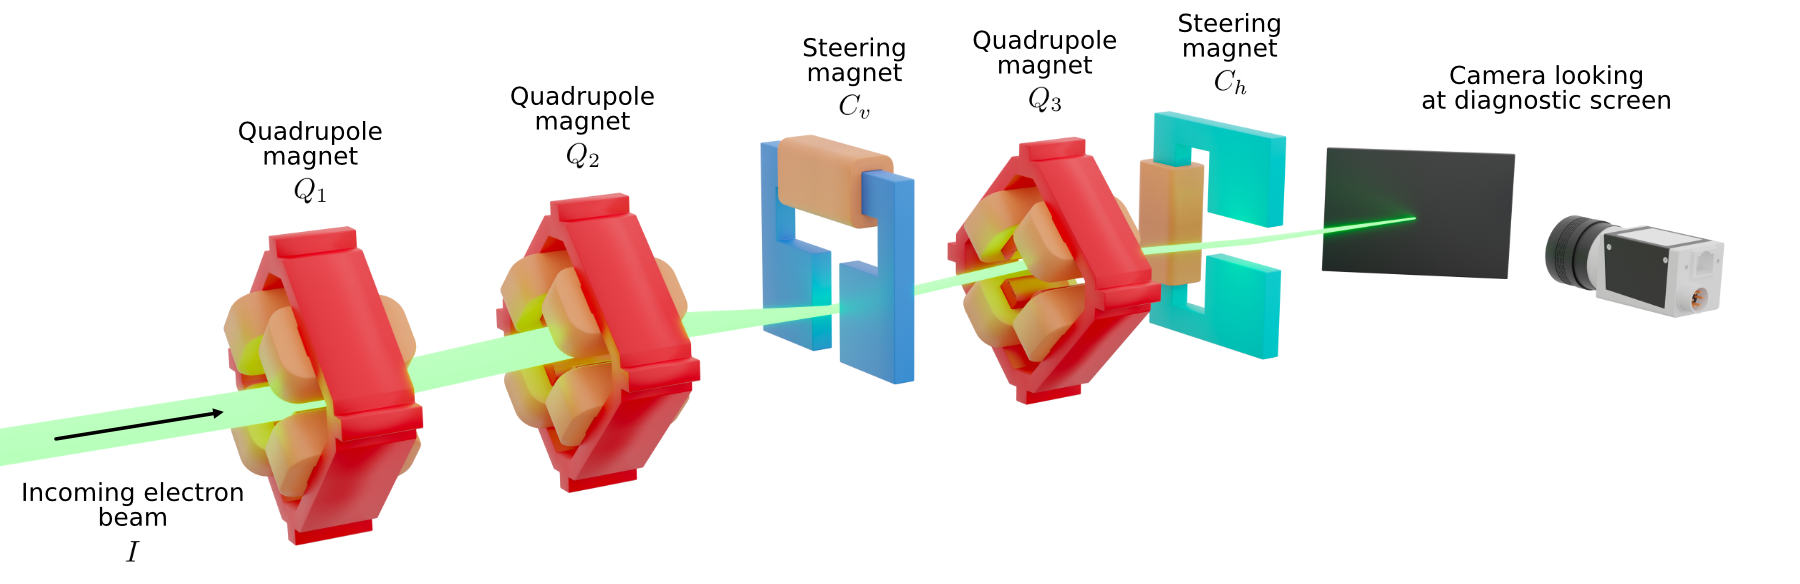 Quadrupole
magnet
Q1
Quadrupole
magnet
Q2
Steering
magnet
Cv
Quadrupole
magnet
Q3
Steering
magnet
Ch
Camera looking
at diagnostic screen
Incoming electron
beam
I